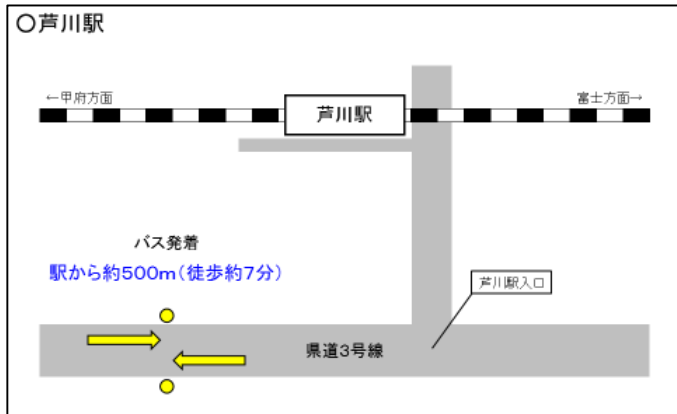 ○芦川駅
←甲府方面
富士方面→
芦川駅
バス発着
駅から約500m(徒歩約7分)
芦川駅入口
県道3号線